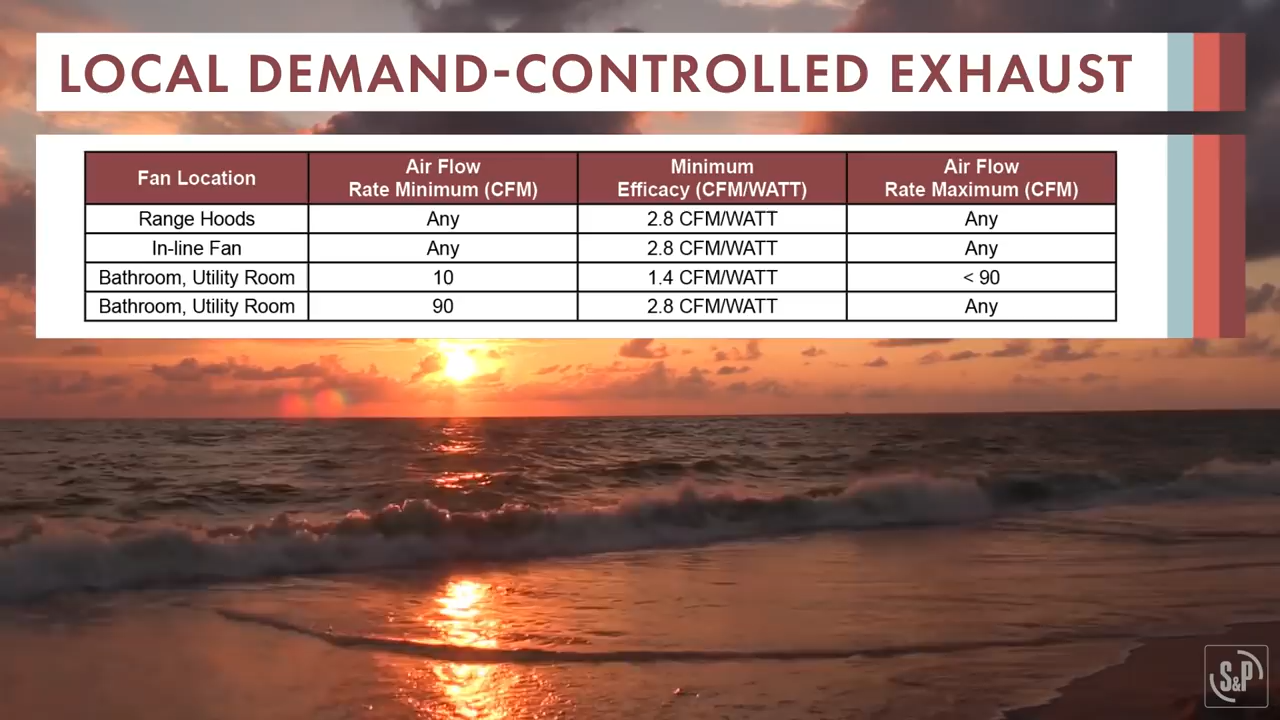 LOCAL DEMAND-CONTROLLED EXHAUST
Fan Location
Air Flow
Rate Minimum (CFM)
Minimum
Efficacy (CFM/WATT)
Air Flow
Rate Maximum (CFM)
Range Hoods Any 2.8 CFM/WATT Any
In-line Fan Any 2.8 CFM/WATT Any
Bathroom, Utility Room 10 1.4 CFM/WATT < 90
Bathroom, Utility Room 90 2.8 CFM/WATT Any
S&P